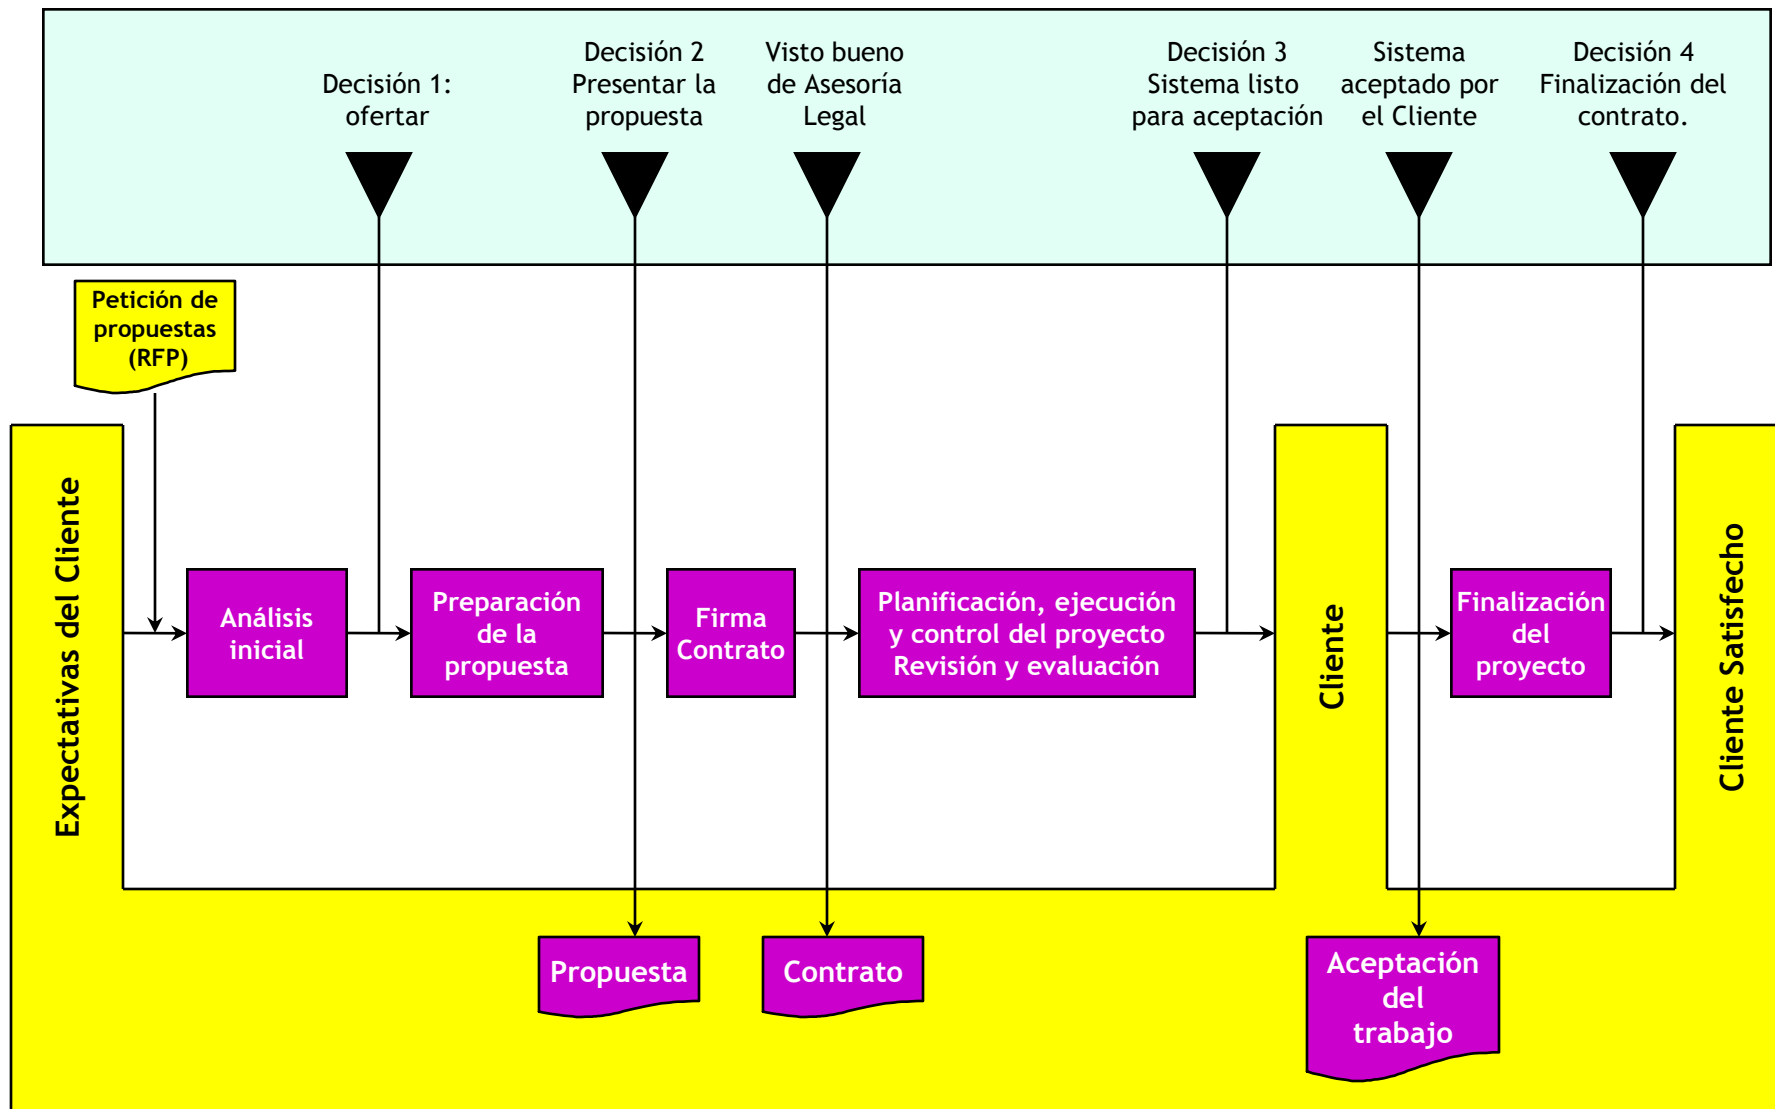 Decisión 1:
ofertar
Decisión 2
Presentar la
propuesta
Visto bueno
de Asesoría
Legal
Decisión 3
Sistema listo
para aceptación
Sistema
aceptado por
el Cliente
Decisión 4
Finalización del
contrato.
Petición de
propuestas
(RFP)
Expectativas del Cliente
Análisis
inicial
Preparación
de la
propuesta
Firma
Contrato
Planificación, ejecución
y control del proyecto
Revisión y evaluación
Cliente
Finalización
del
proyecto
Cliente Satisfecho
Propuesta
Contrato
Aceptación
del
trabajo